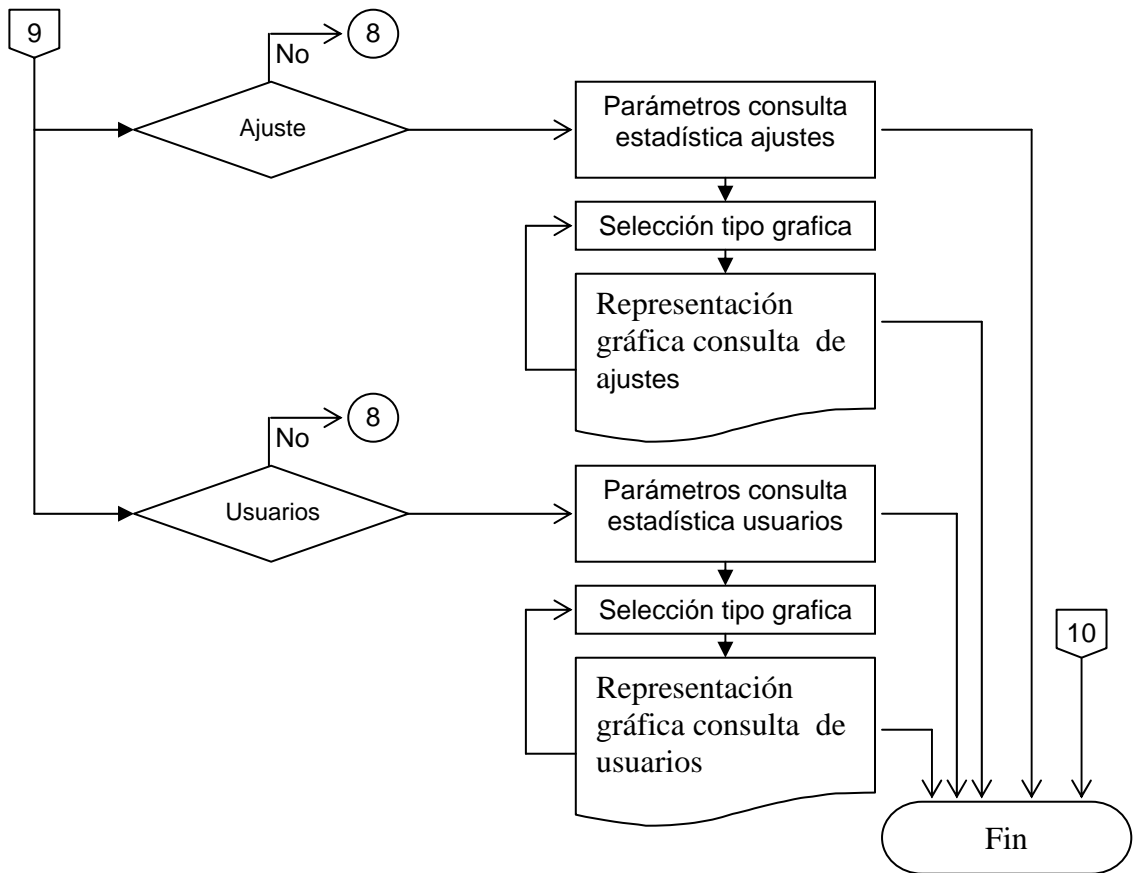 9
8
No
Ajuste
Parámetros consulta
estadística ajustes
Selección tipo grafica
Representación
gráfica consulta de
ajustes
8
No
Usuarios
Parámetros consulta
estadística usuarios
Selección tipo grafica
10
Representación
gráfica consulta de
usuarios
Fin